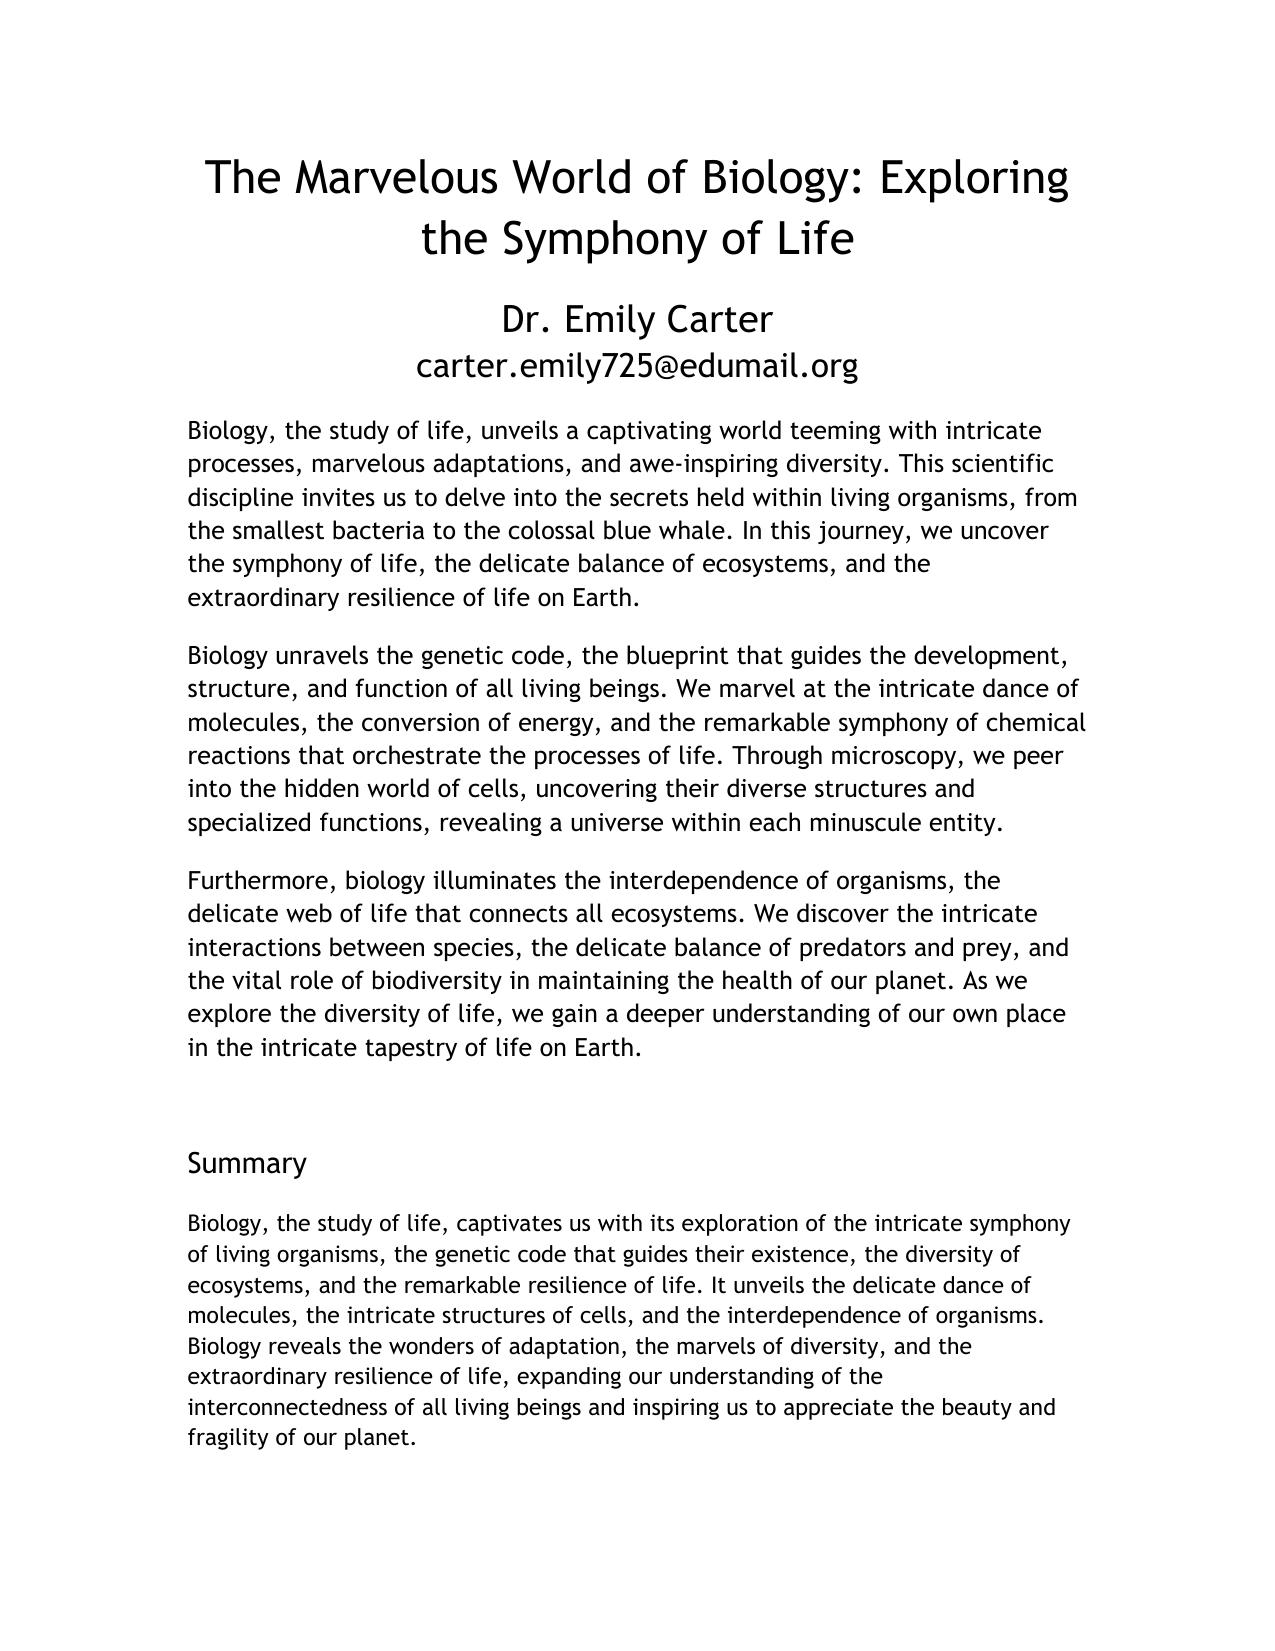 The Marvelous World of Biology: Exploring
the Symphony of Life
Dr. Emily Carter
carter.emily725@edumail.org
Biology, the study of life, unveils a captivating world teeming with intricate
processes, marvelous adaptations, and awe-inspiring diversity. This scientific
discipline invites us to delve into the secrets held within living organisms, from
the smallest bacteria to the colossal blue whale. In this journey, we uncover
the symphony of life, the delicate balance of ecosystems, and the
extraordinary resilience of life on Earth.
Biology unravels the genetic code, the blueprint that guides the development,
structure, and function of all living beings. We marvel at the intricate dance of
molecules, the conversion of energy, and the remarkable symphony of chemical
reactions that orchestrate the processes of life. Through microscopy, we peer
into the hidden world of cells, uncovering their diverse structures and
specialized functions, revealing a universe within each minuscule entity.
Furthermore, biology illuminates the interdependence of organisms, the
delicate web of life that connects all ecosystems. We discover the intricate
interactions between species, the delicate balance of predators and prey, and
the vital role of biodiversity in maintaining the health of our planet. As we
explore the diversity of life, we gain a deeper understanding of our own place
in the intricate tapestry of life on Earth.
Summary
Biology, the study of life, captivates us with its exploration of the intricate symphony
of living organisms, the genetic code that guides their existence, the diversity of
ecosystems, and the remarkable resilience of life. It unveils the delicate dance of
molecules, the intricate structures of cells, and the interdependence of organisms.
Biology reveals the wonders of adaptation, the marvels of diversity, and the
extraordinary resilience of life, expanding our understanding of the
interconnectedness of all living beings and inspiring us to appreciate the beauty and
fragility of our planet.